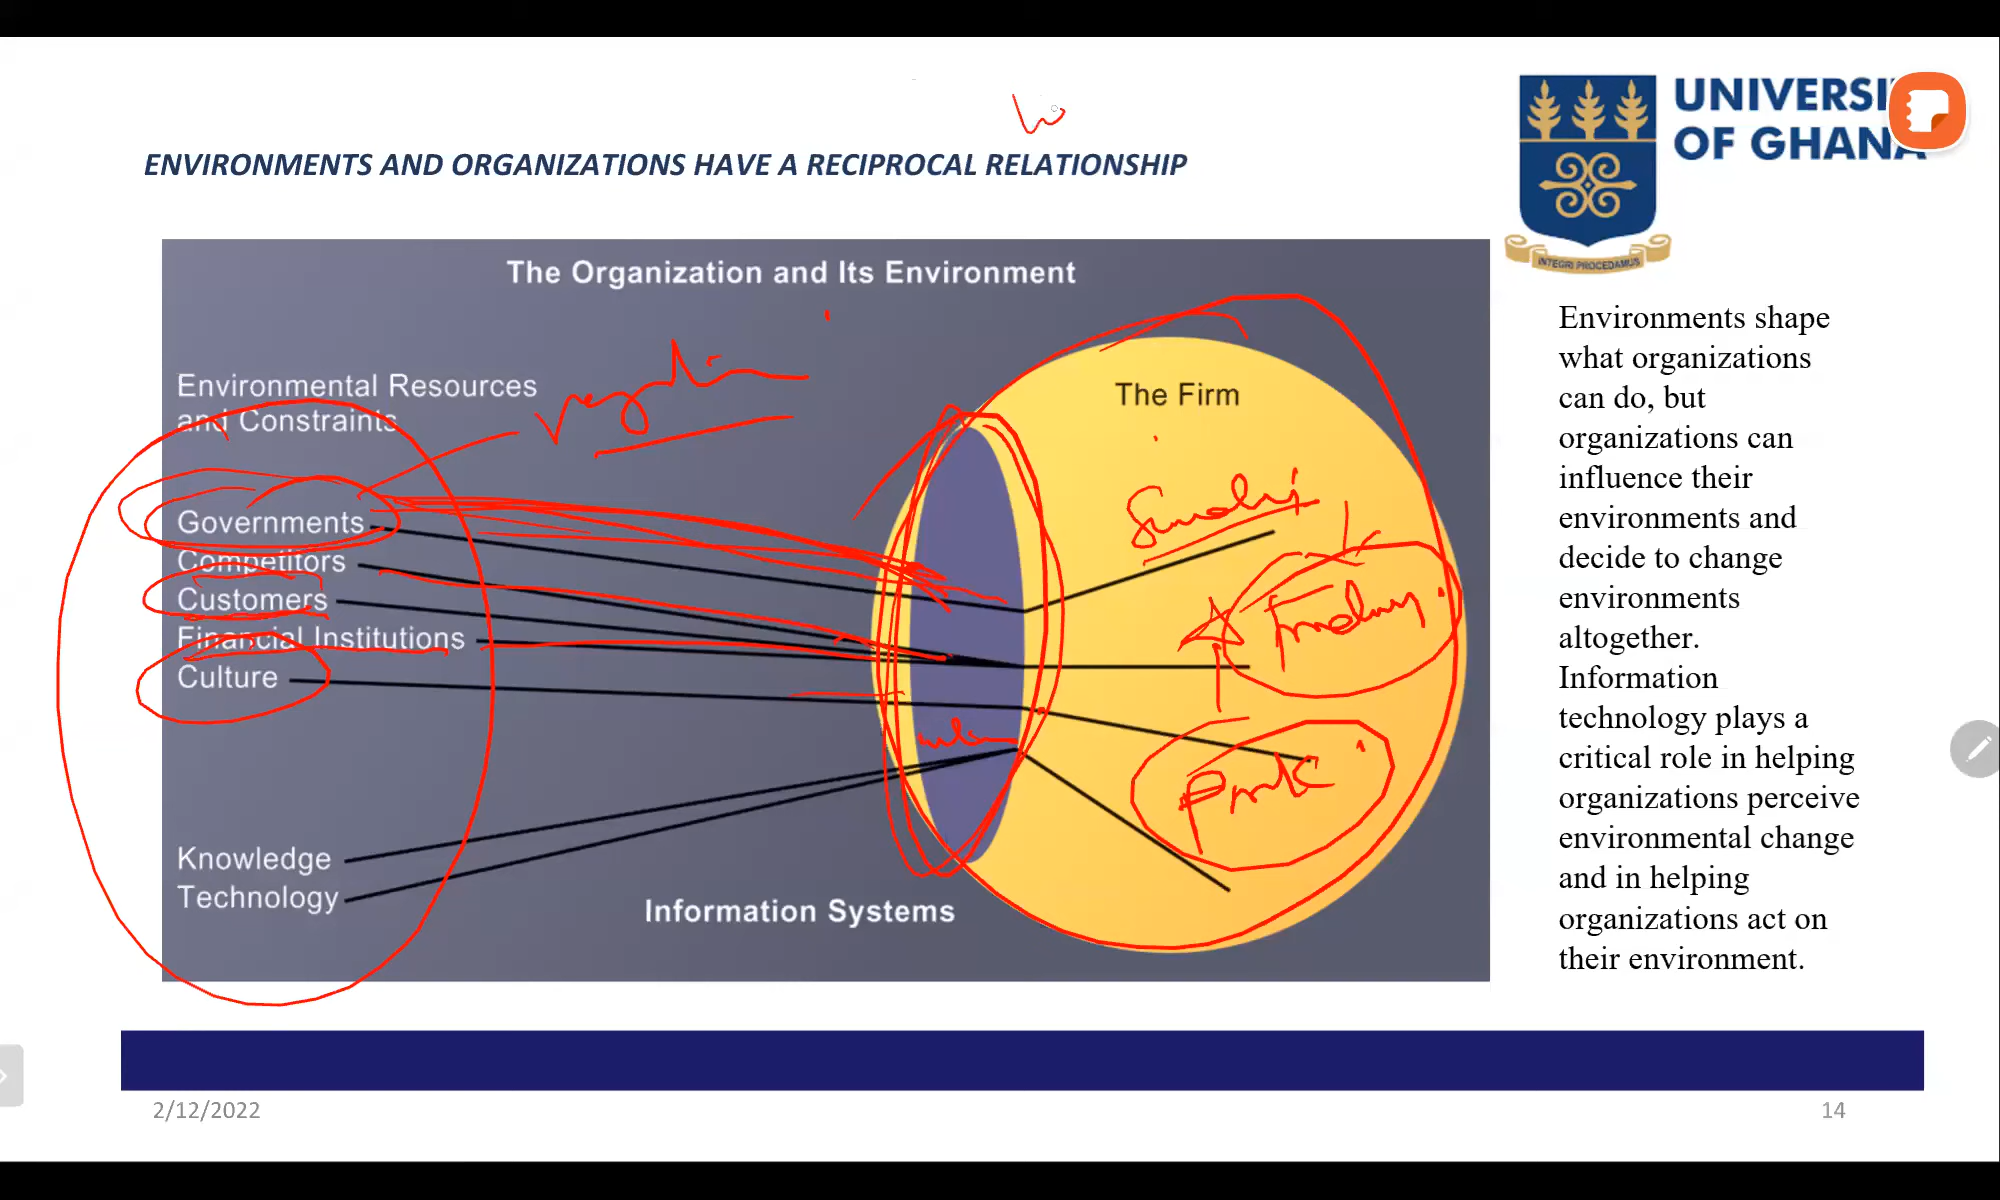 ENVIRONMENTS AND ORGANIZATIONS HAVE A RECIPROCAL RELATIONSHIP
UNIVERSI
OF GHANA
INTEGRI PROCEDAMUS
The Organization and Its Environment
Environmental Resources
and Constraints
Governments
Competitors
Customers
Financial Institutions
Culture
Knowledge
Technology
The Firm
Information Systems
Environments shape
what organizations
can do, but
organizations can
influence their
environments and
decide to change
environments
altogether.
Information
technology plays a
critical role in helping
organizations perceive
environmental change
and in helping
organizations act on
their environment.
2/12/2022
14